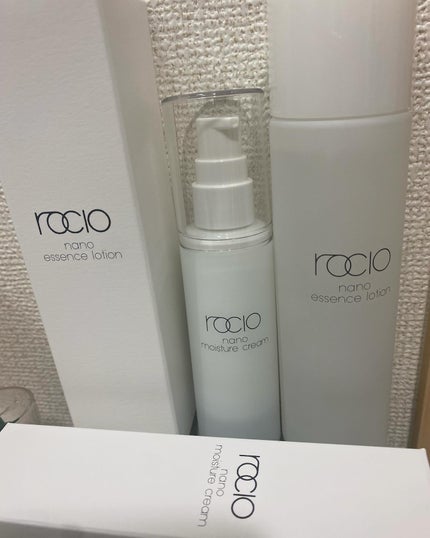 rocio
nano
essence lotion
rocio
nano
moisture cream
rocio
nano
essence lotion
rocio
nano
moisture cream